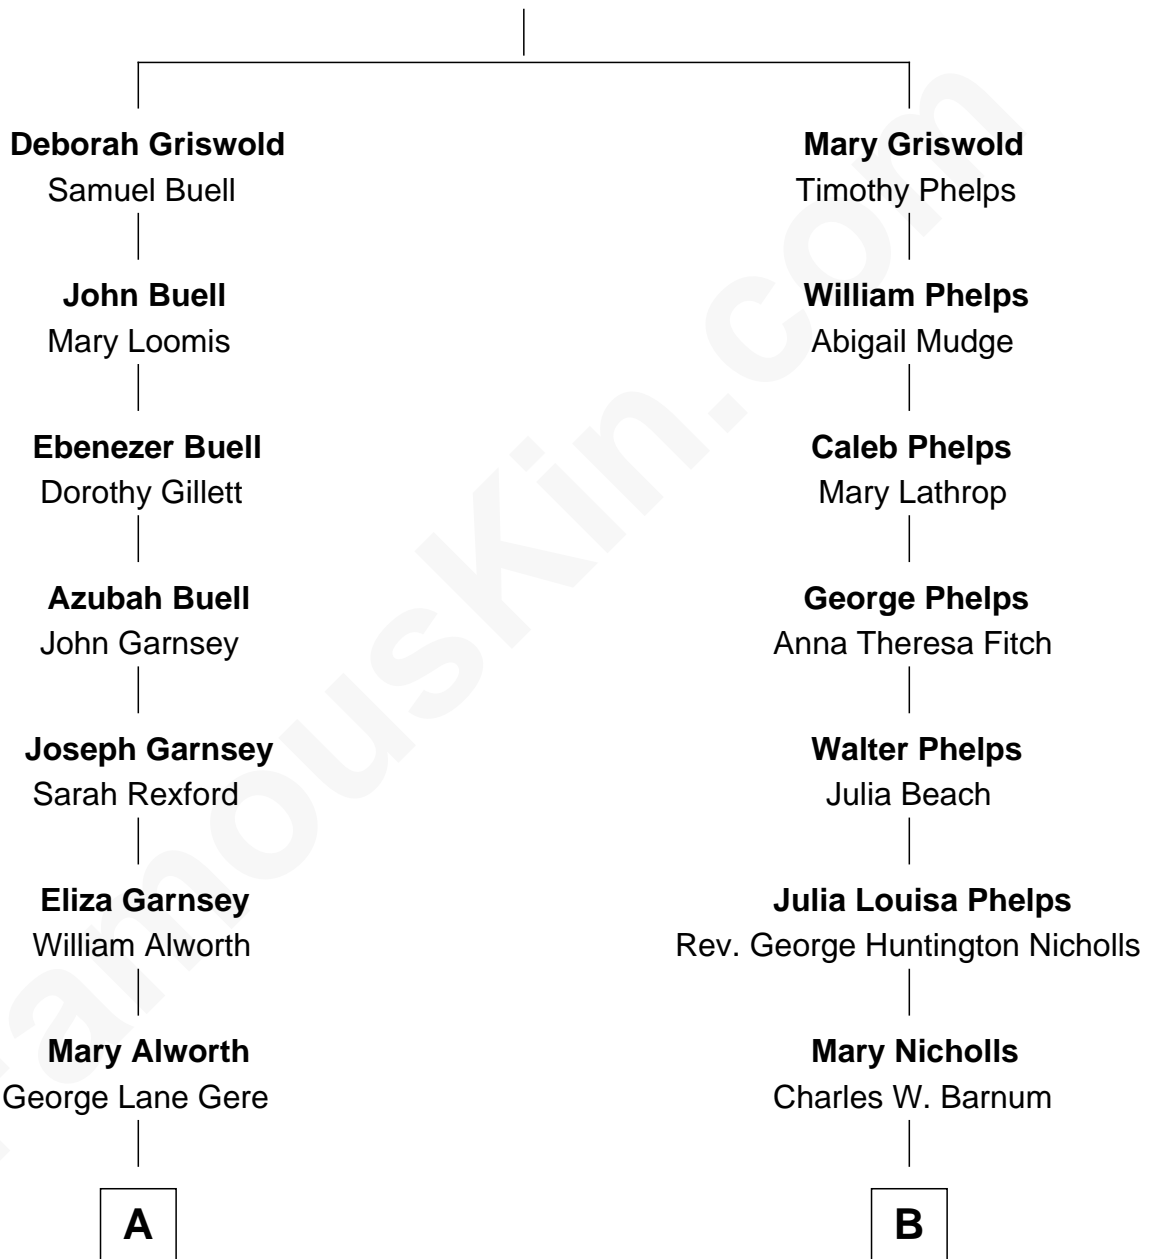 Deborah Griswold
Samuel Buell
John Buell
Mary Loomis
Ebenezer Buell
Dorothy Gillett
Azubah Buell
John Garnsey
Joseph Garnsey
Sarah Rexford
Eliza Garnsey
William Alworth
Mary Alworth
George Lane Gere
A
Mary Griswold
Timothy Phelps
William Phelps
Abigail Mudge
Caleb Phelps
Mary Lathrop
George Phelps
Anna Theresa Fitch
Walter Phelps
Julia Beach
Julia Louisa Phelps
Rev. George Huntington Nicholls
Mary Nicholls
Charles W. Barnum
B
FamousKin.com